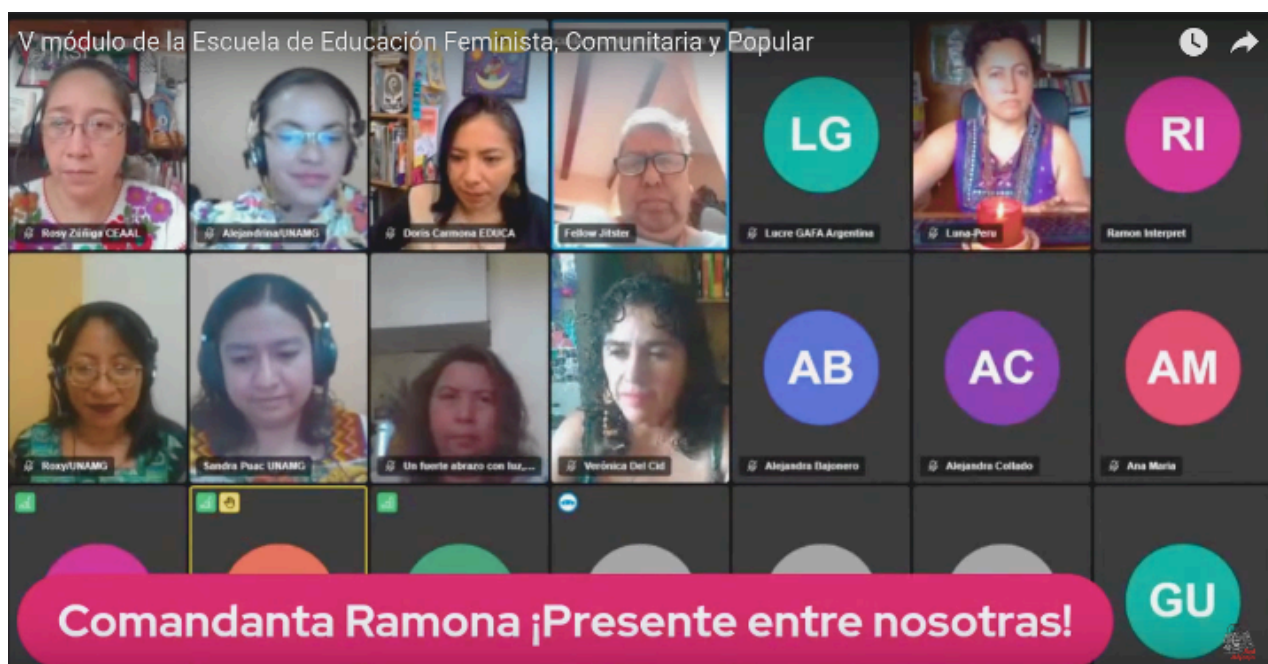 V módulo de la Escuela de Educación Feminista, Comunitaria y Popular
LG
RI
Rosy Zúñiga CEAAL
Alejandrina/UNAMG
Doris Carmona EDUCA
Fellow Jitster
Lucre GAFA Argentina
Luna-Peru
Ramon Interpret
AB
AC
AM
Roxy/UNAMG
Sandra Puac UNAMG
Un fuerte abrazo con luz,...
Verónica Del Cid
Alejandra Bajonero
Alejandra Collado
Ana Maria
GU
Comandanta Ramona ¡Presente entre nosotras!